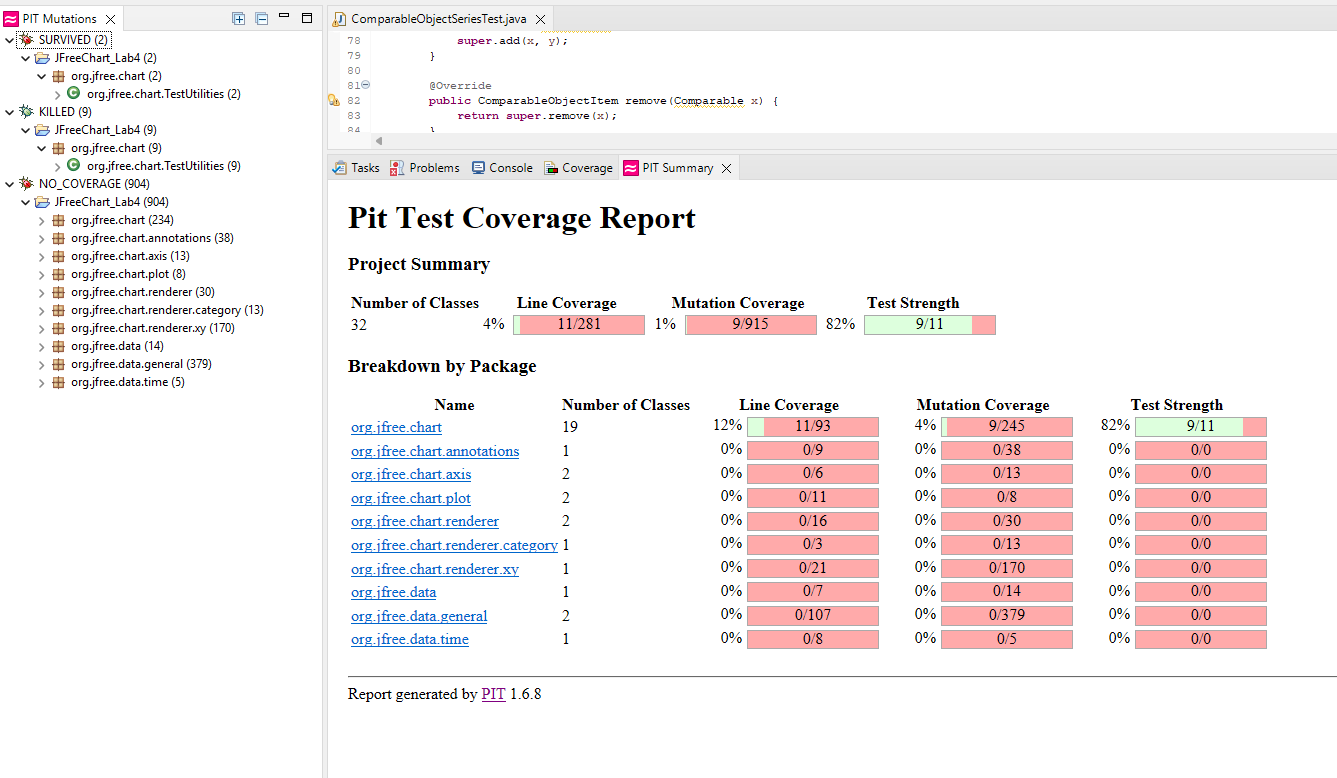 PIT Mutations
SURVIVED (2)
JFreeChart_Lab4 (2)
org.jfree.chart (2)
org.jfree.chart.TestUtilities (2)
KILLED (9)
JFreeChart_Lab4 (9)
org.jfree.chart (9)
org.jfree.chart.TestUtilities (9)
NO_COVERAGE (904)
JFreeChart_Lab4 (904)
org.jfree.chart (234)
org.jfree.chart.annotations (38)
org.jfree.chart.axis (13)
org.jfree.chart.plot (8)
org.jfree.chart.renderer (30)
org.jfree.chart.renderer.category (13)
org.jfree.chart.renderer.xy (170)
org.jfree.data (14)
org.jfree.data.general (379)
org.jfree.data.time (5)
ComparableObjectSeriesTest.java
78 super.add(x, y);
79 }
80
81 @Override
82 public ComparableObjectItem remove(Comparable x) {
83 return super.remove(x);
84 }
Tasks Problems Console Coverage PIT Summary
Pit Test Coverage Report
Project Summary
Number of Classes Line Coverage Mutation Coverage Test Strength
32 4% 11/281 1% 9/915 82% 9/11
Breakdown by Package
Name Number of Classes Line Coverage Mutation Coverage Test Strength
org.jfree.chart 19 12% 11/93 4% 9/245 82% 9/11
org.jfree.chart.annotations 1 0% 0/9 0% 0/38 0% 0/0
org.jfree.chart.axis 2 0% 0/6 0% 0/13 0% 0/0
org.jfree.chart.plot 2 0% 0/11 0% 0/8 0% 0/0
org.jfree.chart.renderer 2 0% 0/16 0% 0/30 0% 0/0
org.jfree.chart.renderer.category 1 0% 0/3 0% 0/13 0% 0/0
org.jfree.chart.renderer.xy 1 0% 0/21 0% 0/170 0% 0/0
org.jfree.data 1 0% 0/7 0% 0/14 0% 0/0
org.jfree.data.general 2 0% 0/107 0% 0/379 0% 0/0
org.jfree.data.time 1 0% 0/8 0% 0/5 0% 0/0
Report generated by PIT 1.6.8